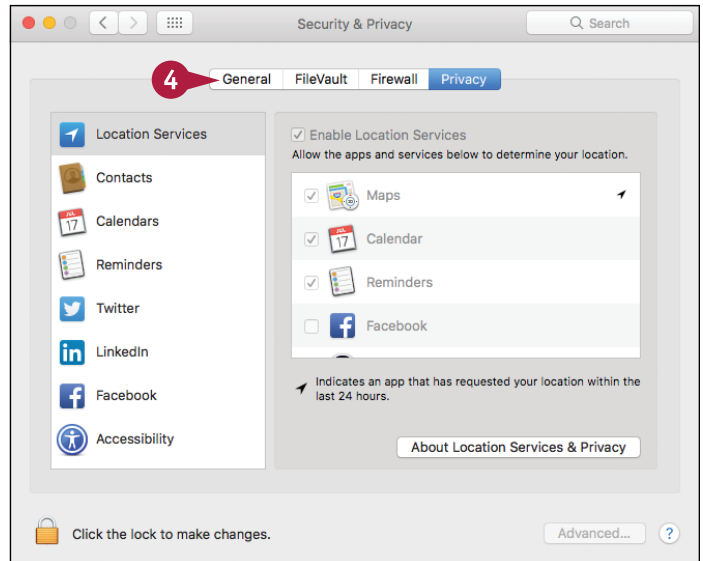 Security & Privacy
Search
4
General
FileVault
Firewall
Privacy
Location Services
Contacts
JUL
17
Calendars
Reminders
Twitter
in
LinkedIn
f
Facebook
Accessibility
Enable Location Services
Allow the apps and services below to determine your location.
Maps
JUL
17
Calendar
Reminders
f
Facebook
Indicates an app that has requested your location within the
last 24 hours.
About Location Services & Privacy
Click the lock to make changes.
Advanced...
?